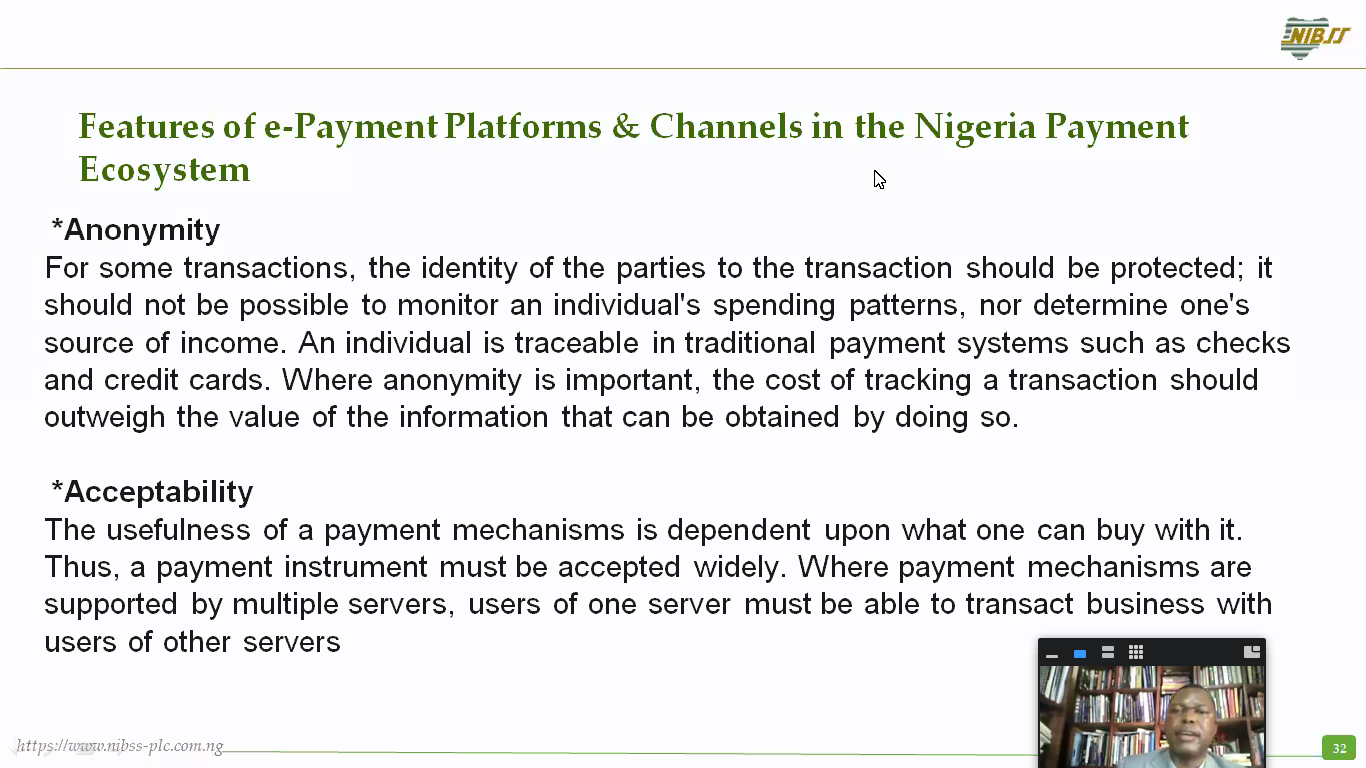 NIBSS
Features of e-Payment Platforms & Channels in the Nigeria Payment
Ecosystem
*Anonymity
For some transactions, the identity of the parties to the transaction should be protected; it
should not be possible to monitor an individual's spending patterns, nor determine one's
source of income. An individual is traceable in traditional payment systems such as checks
and credit cards. Where anonymity is important, the cost of tracking a transaction should
outweigh the value of the information that can be obtained by doing so.
*Acceptability
The usefulness of a payment mechanisms is dependent upon what one can buy with it.
Thus, a payment instrument must be accepted widely. Where payment mechanisms are
supported by multiple servers, users of one server must be able to transact business with
users of other servers
https://www.nibss-plc.com.ng
32